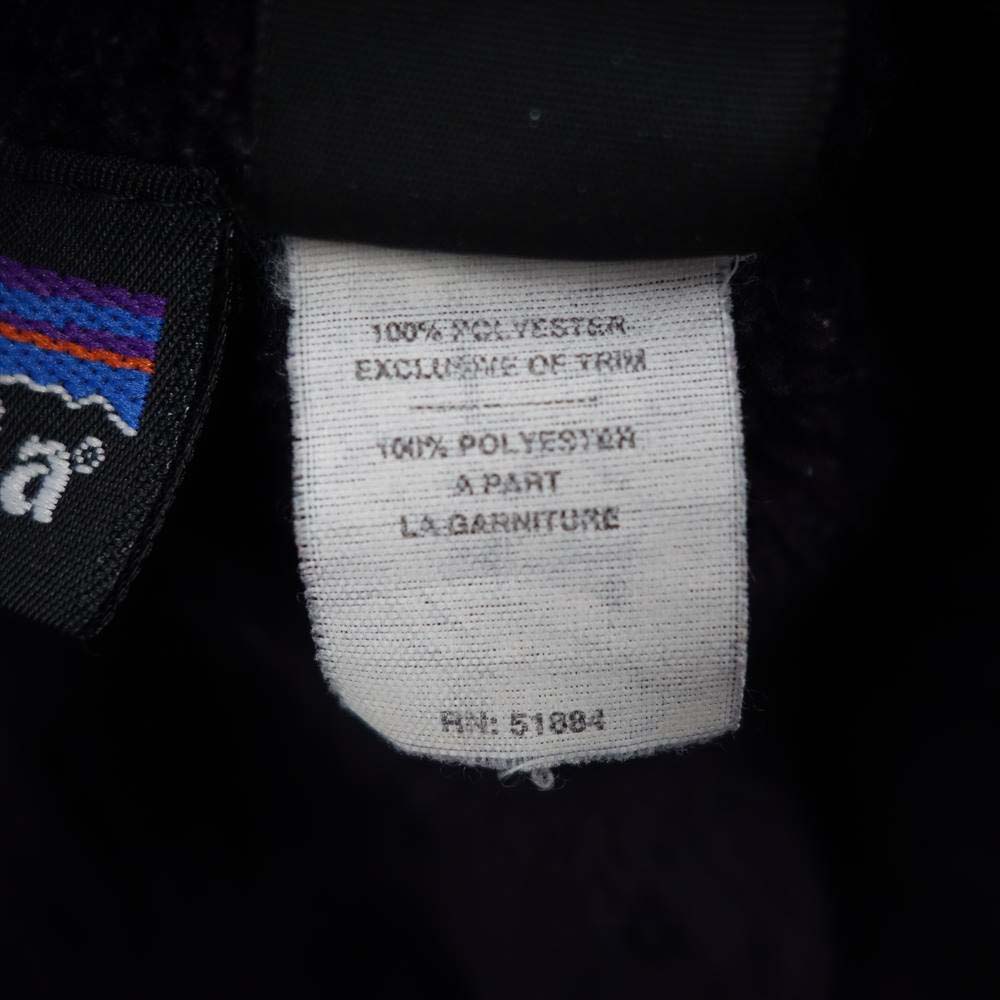 100% POLYESTER
EXCLUSIVE OF TRIM
100% POLYESTER
A PART
LA GARNITURE
RN: 51884
a®